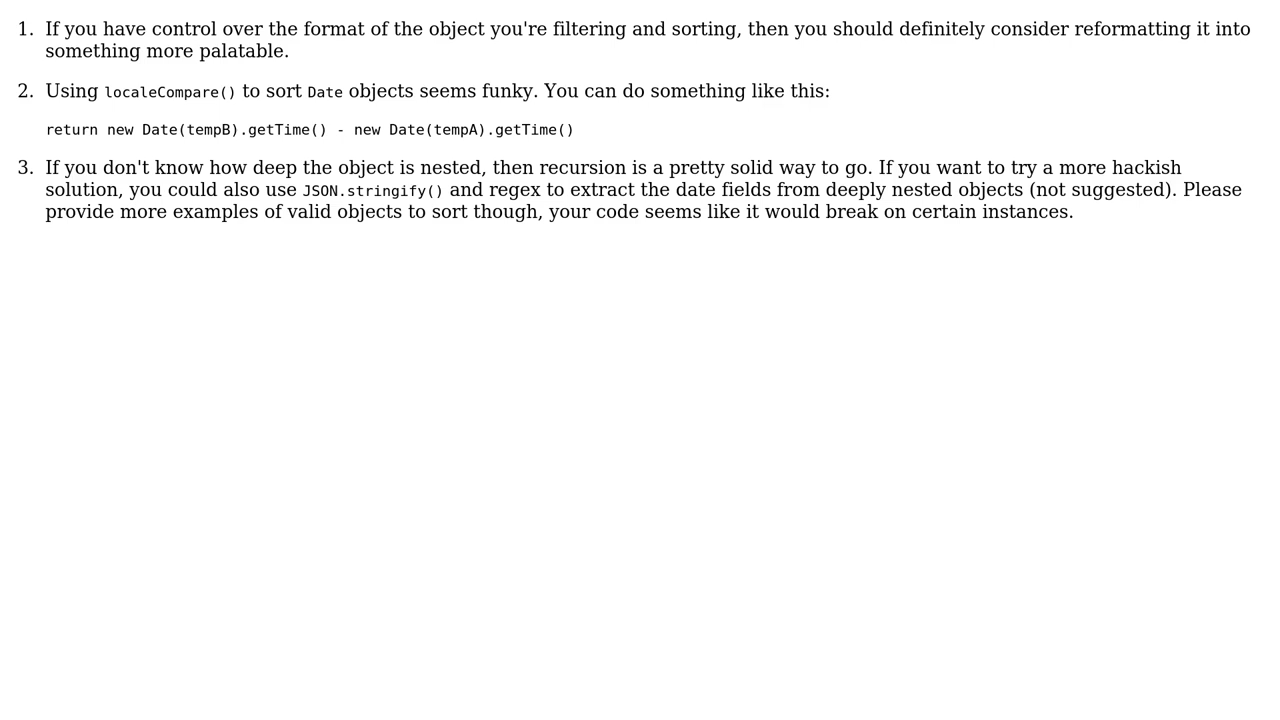 1. If you have control over the format of the object you're filtering and sorting, then you should definitely consider reformatting it into
something more palatable.
2. Using localeCompare() to sort Date objects seems funky. You can do something like this:
return new Date(tempB).getTime() - new Date(tempA).getTime()
3. If you don't know how deep the object is nested, then recursion is a pretty solid way to go. If you want to try a more hackish
solution, you could also use JSON.stringify() and regex to extract the date fields from deeply nested objects (not suggested). Please
provide more examples of valid objects to sort though, your code seems like it would break on certain instances.